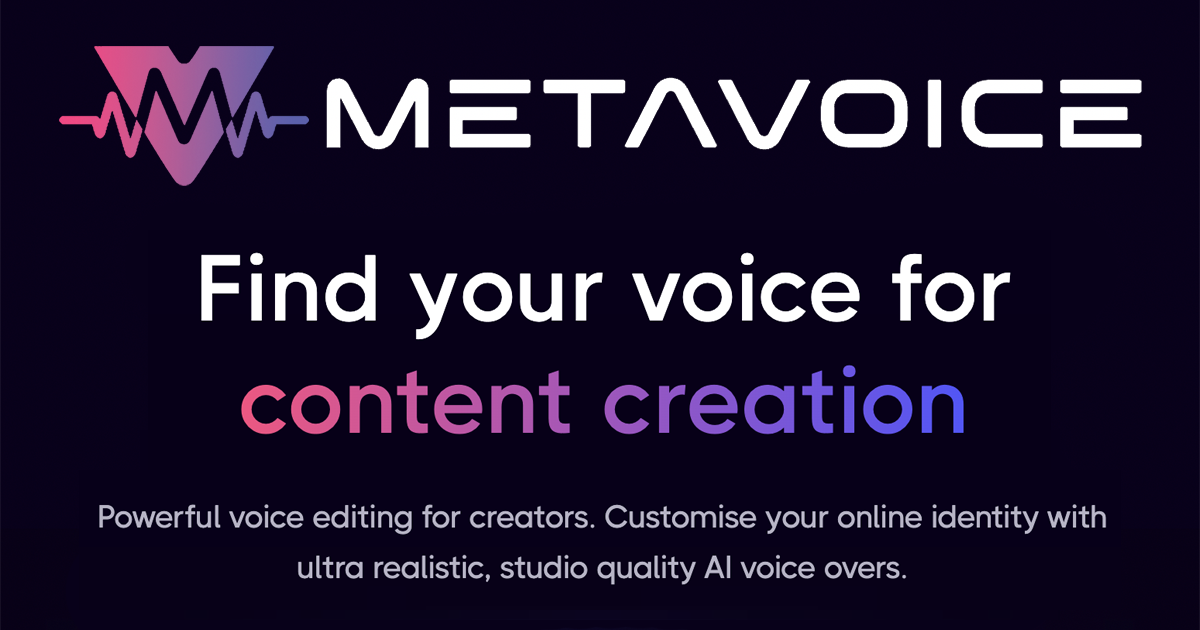 METAVOICE
Find your voice for
content creation
Powerful voice editing for creators. Customise your online identity with
ultra realistic, studio quality AI voice overs.